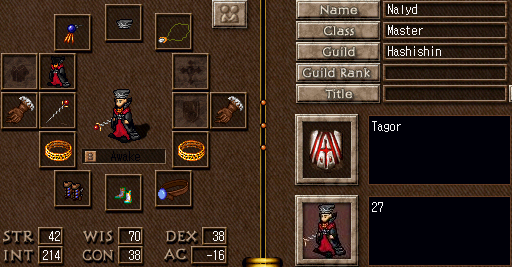 Name Nalyd
Class Master
Guild Hashishin
Guild Rank
Title
Tagor
Awake
27
STR 42 WIS 70 DEX 38
INT 214 CON 38 AC -16